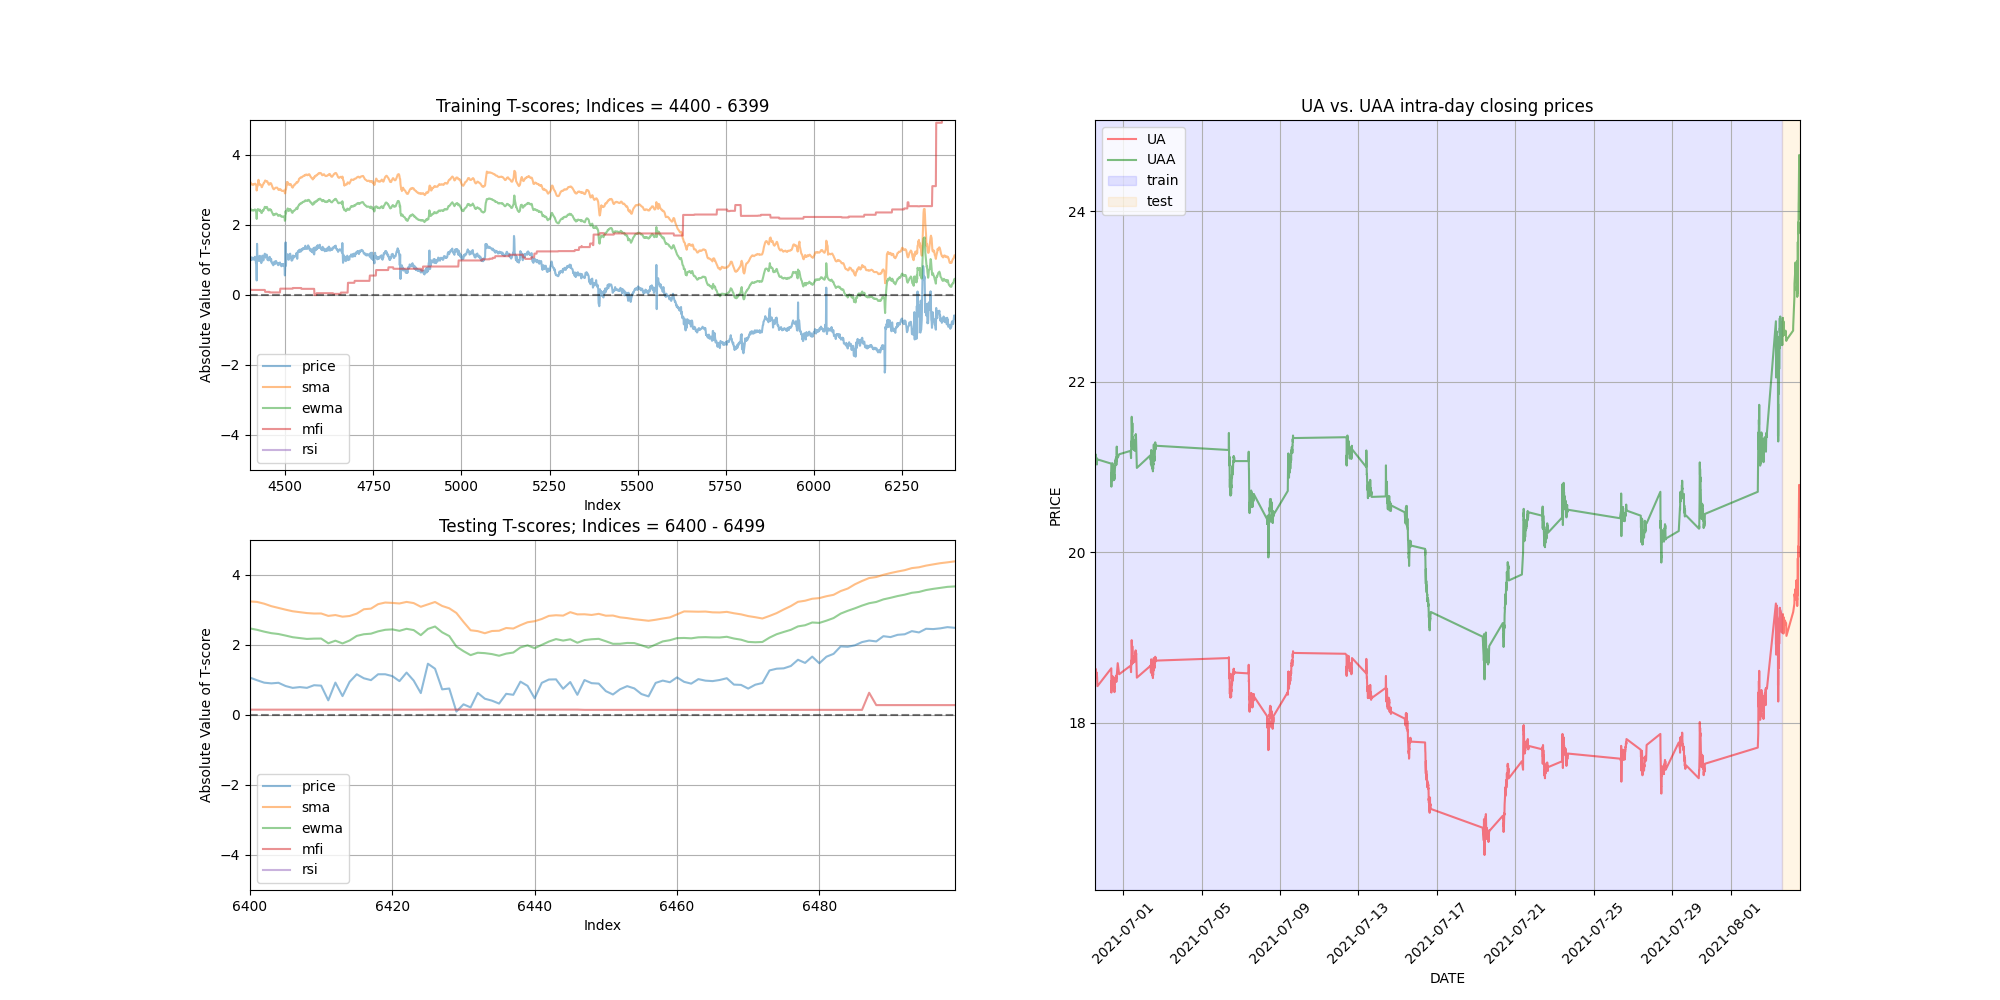 Training T-scores; Indices = 4400 - 6399
Absolute Value of T-score
4
2
0
−2
−4
price
sma
ewma
mfi
rsi
4500 4750 5000 5250 5500 5750 6000 6250
Index
Testing T-scores; Indices = 6400 - 6499
Absolute Value of T-score
4
2
0
−2
−4
price
sma
ewma
mfi
rsi
6400 6420 6440 6460 6480
Index
UA vs. UAA intra-day closing prices
UA
UAA
train
test
PRICE
24
22
20
18
2021-07-01 2021-07-05 2021-07-09 2021-07-13 2021-07-17 2021-07-21 2021-07-25 2021-07-29 2021-08-01
DATE